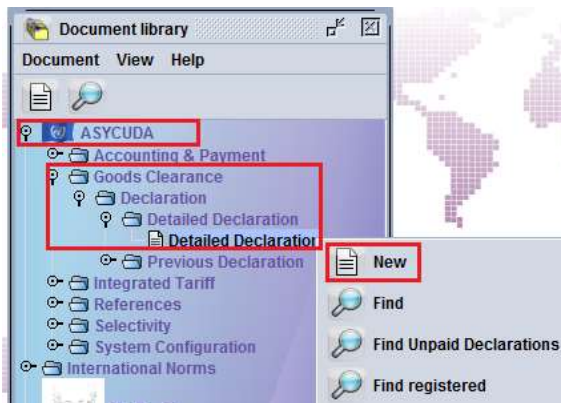 Document library
Document View Help
ASYCUDA
Accounting & Payment
Goods Clearance
Declaration
Detailed Declaration
Detailed Declaration
Previous Declaration
Integrated Tariff
References
Selectivity
System Configuration
International Norms
New
Find
Find Unpaid Declarations
Find registered